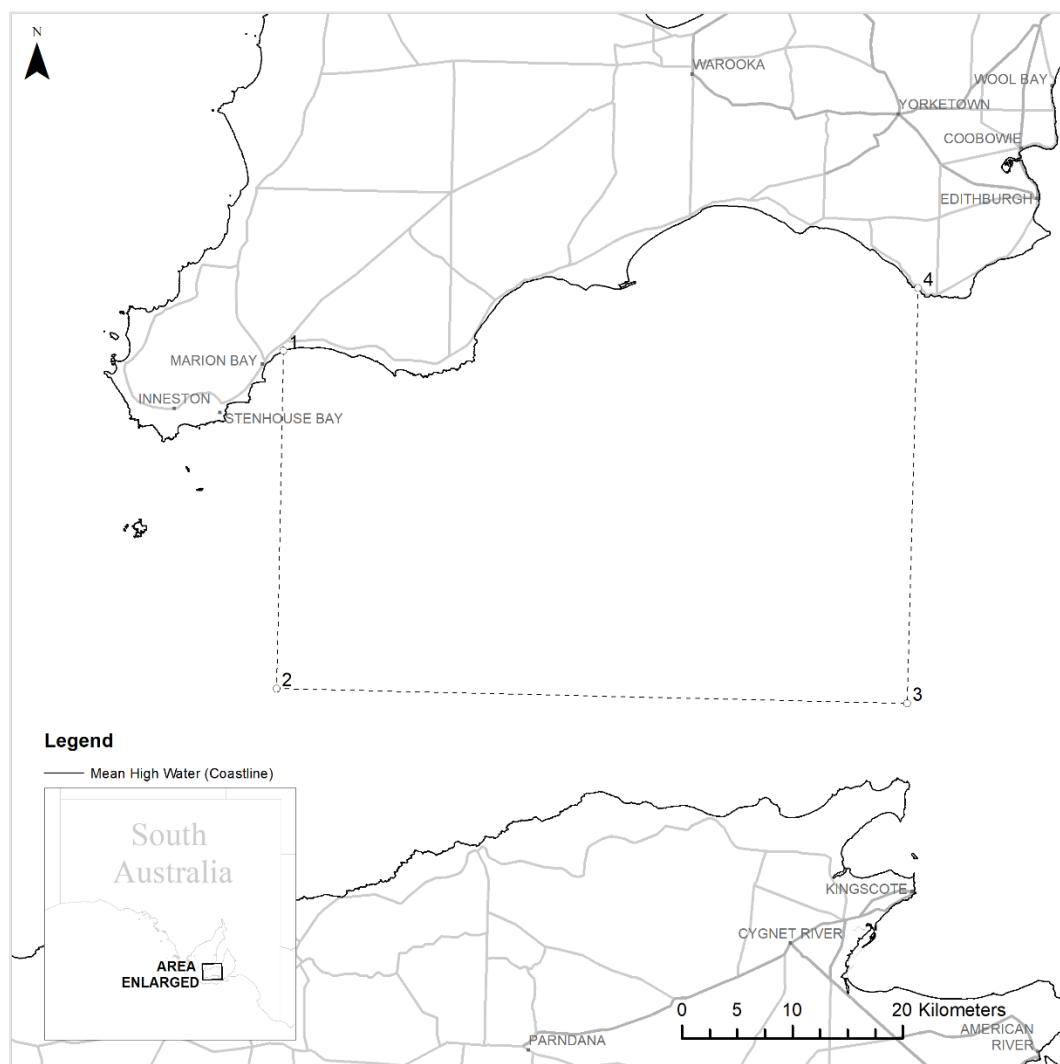 N
WAROOKA
WOOL BAY
YORKETOWN
COOBOWIE
EDITHBURGH
4
1
MARION BAY
INNESTON
STENHOUSE BAY
2
3
Legend
Mean High Water (Coastline)
South
Australia
AREA
ENLARGED
KINGSCOTE
CYGNET RIVER
0 5 10 20 Kilometers
PARNDANA
AMERICAN
RIVER